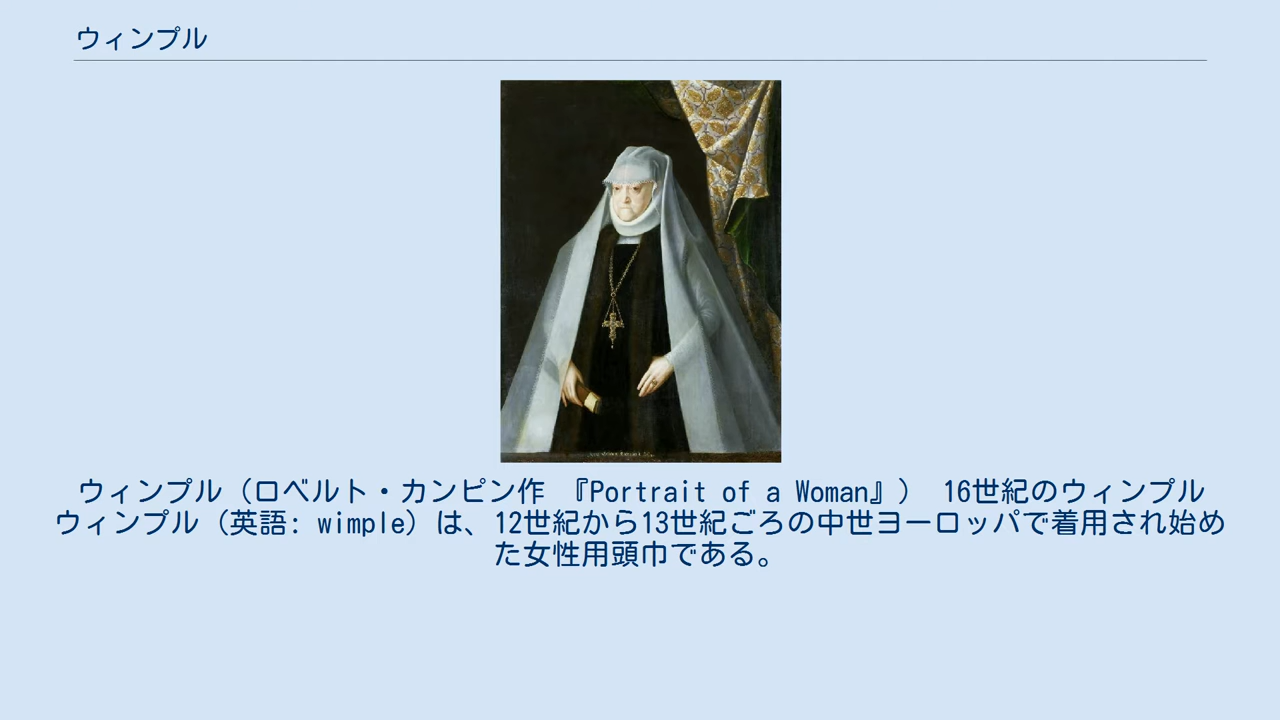 ウィンプル
ウィンプル（ロベルト・カンピン作 『Portrait of a Woman』） 16世紀のウィンプル
ウィンプル（英語: wimple）は、12世紀から13世紀ごろの中世ヨーロッパで着用され始め
た女性用頭巾である。